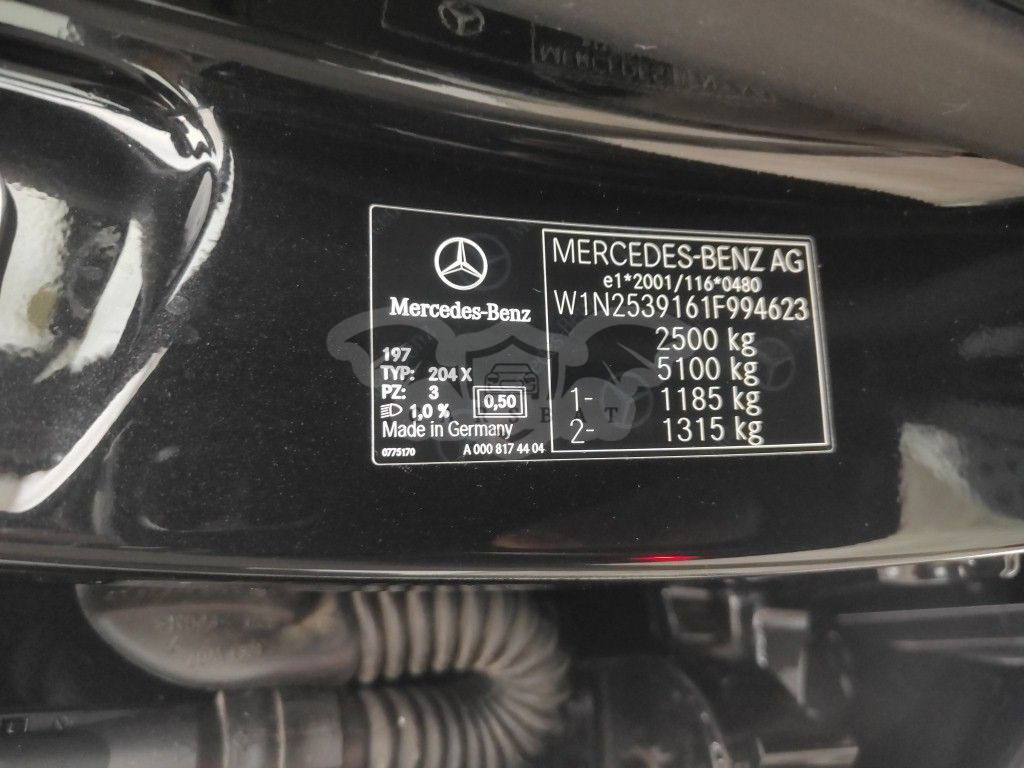 Mercedes-Benz
197
TYP: 204 X
PZ: 3
1,0 %
0,50
Made in Germany
0775170 A 000 817 44 04
MERCEDES-BENZ AG
e1*2001/116*0480
W1N2539161F994623
2500 kg
5100 kg
1- 1185 kg
2- 1315 kg